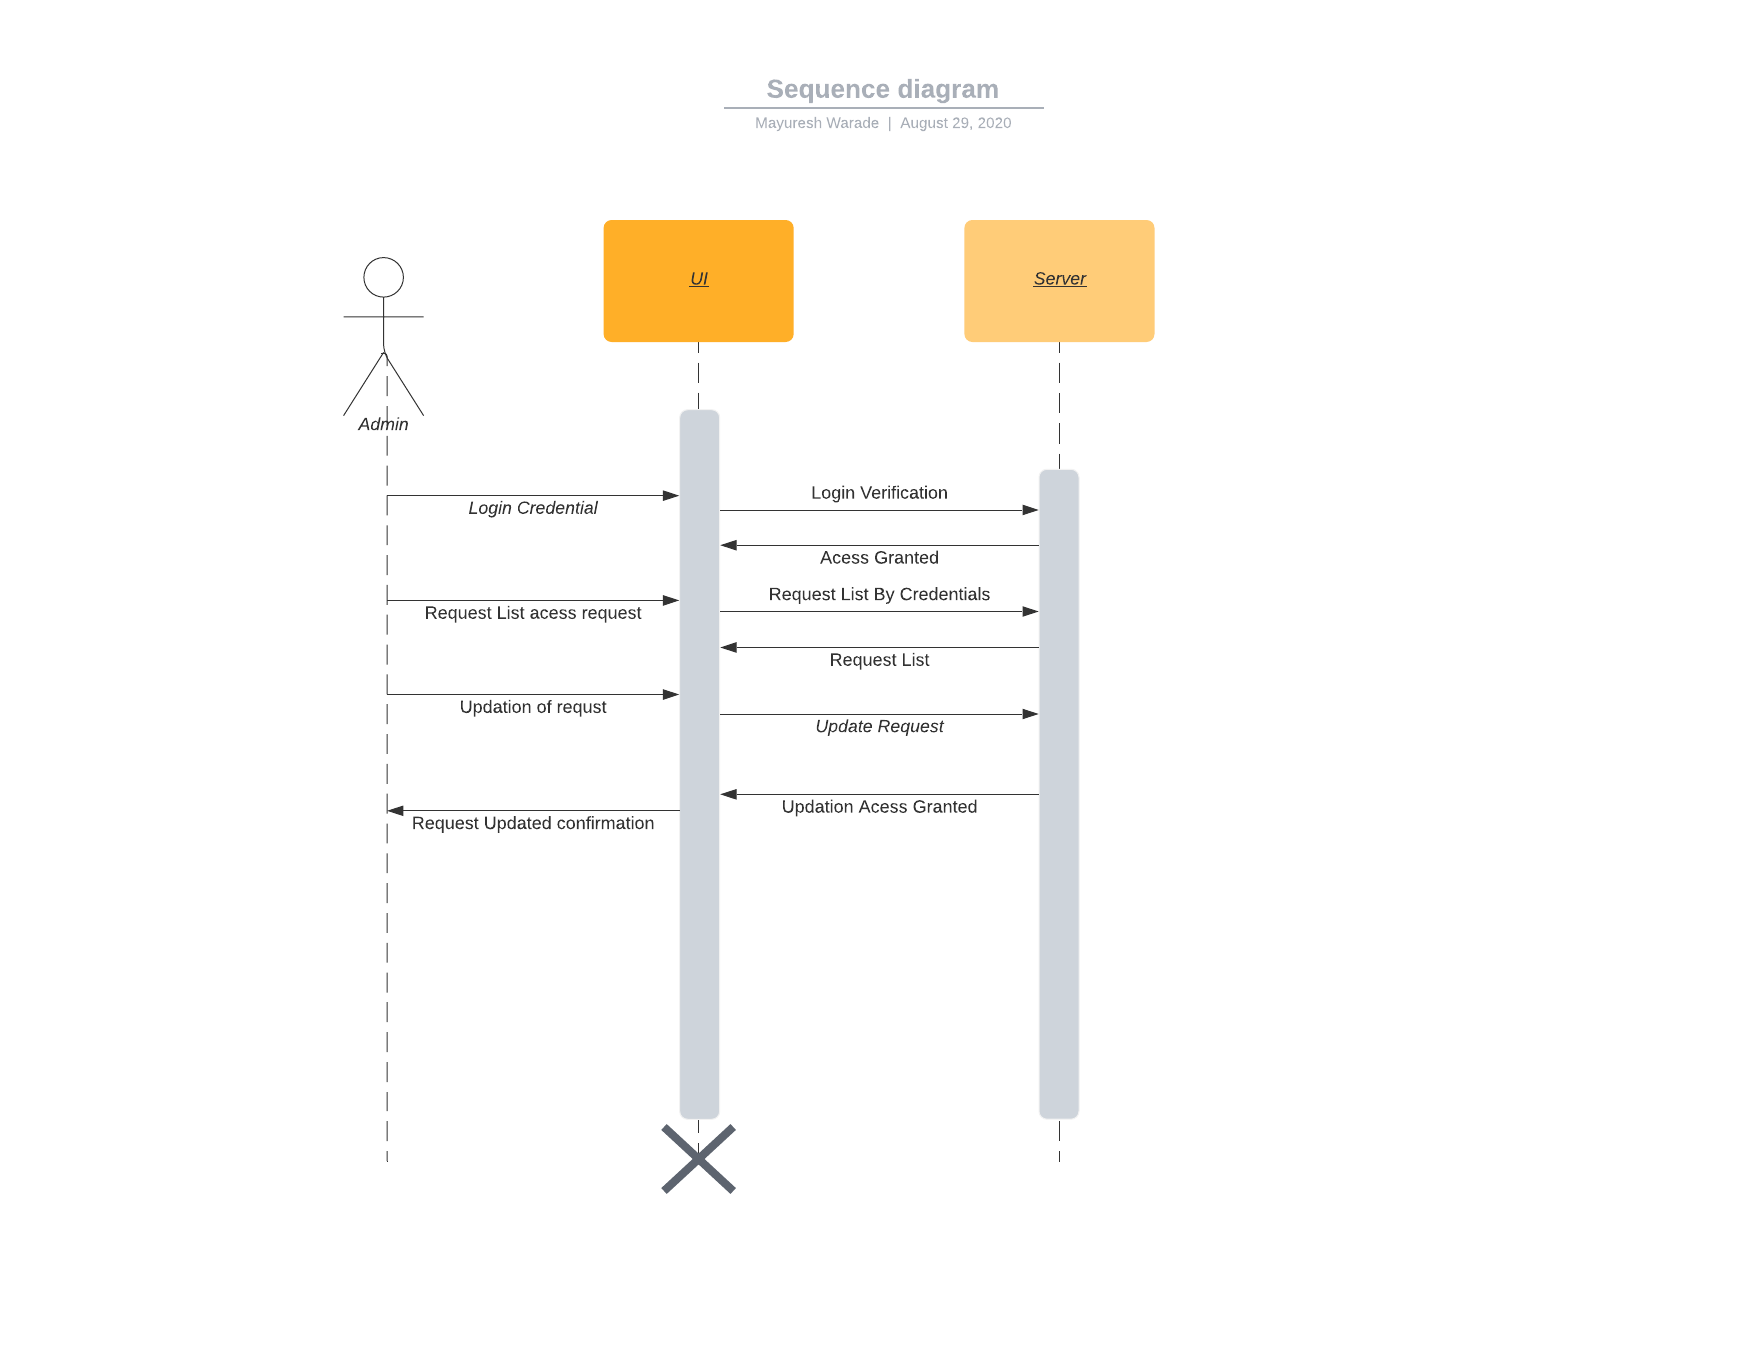 Sequence diagram
Mayuresh Warade | August 29, 2020
UI
Server
Admin
Login Credential
Login Verification
Acess Granted
Request List acess request
Request List By Credentials
Request List
Updation of requst
Update Request
Updation Acess Granted
Request Updated confirmation